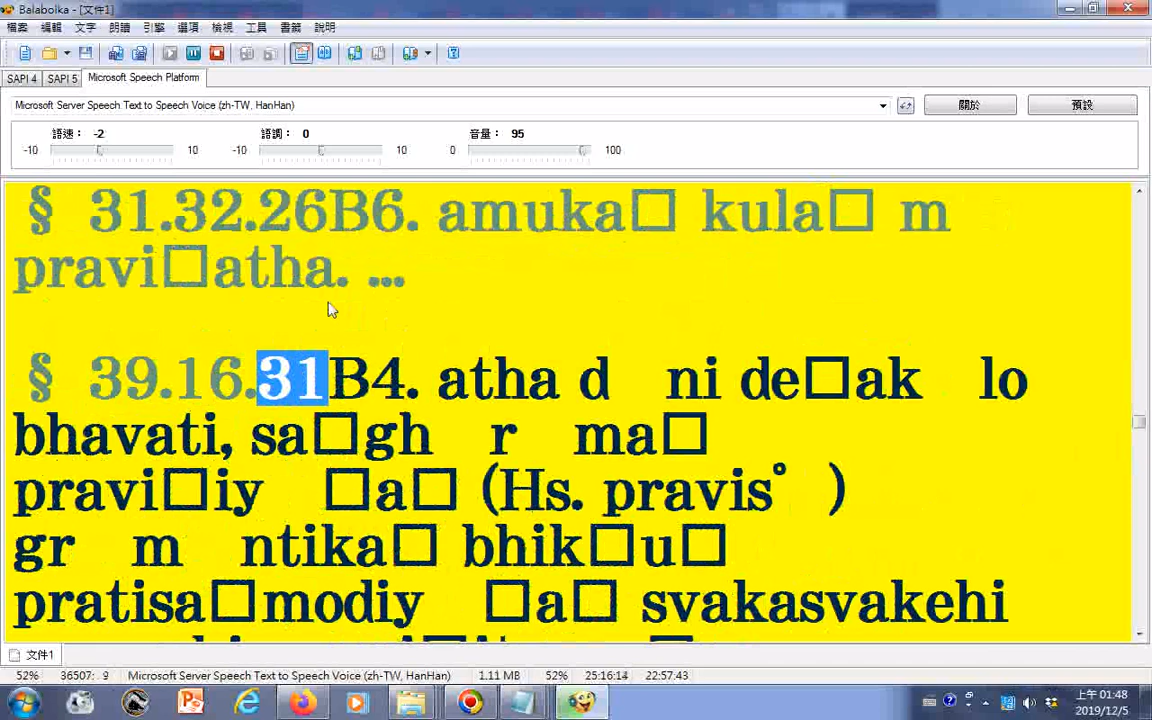 Balabolka - [文件1]
檔案 編輯 文字 朗讀 引擎 選項 檢視 工具 書籤 說明
SAPI 4 SAPI 5 Microsoft Speech Platform
Microsoft Server Speech Text to Speech Voice (zh-TW, HanHan) 關於 預設
語速： -2 語調： 0 音量： 95
-10 10 -10 10 0 100
§ 31.32.26B6. amuka□ kula□ m
pravi□atha. ...
§ 39.16.31B4. atha d ni de□ak lo
bhavati, sa□gh r ma□
pravi□iy □a□ (Hs. pravis° )
gr m ntika□ bhik□u□
pratisa□modiy □a□ svakasvakehi
文件1
52% 36507: 9 Microsoft Server Speech Text to Speech Voice (zh-TW, HanHan) 1.11 MB 52% 25:16:14 22:57:43
上午 01:48
2019/12/5